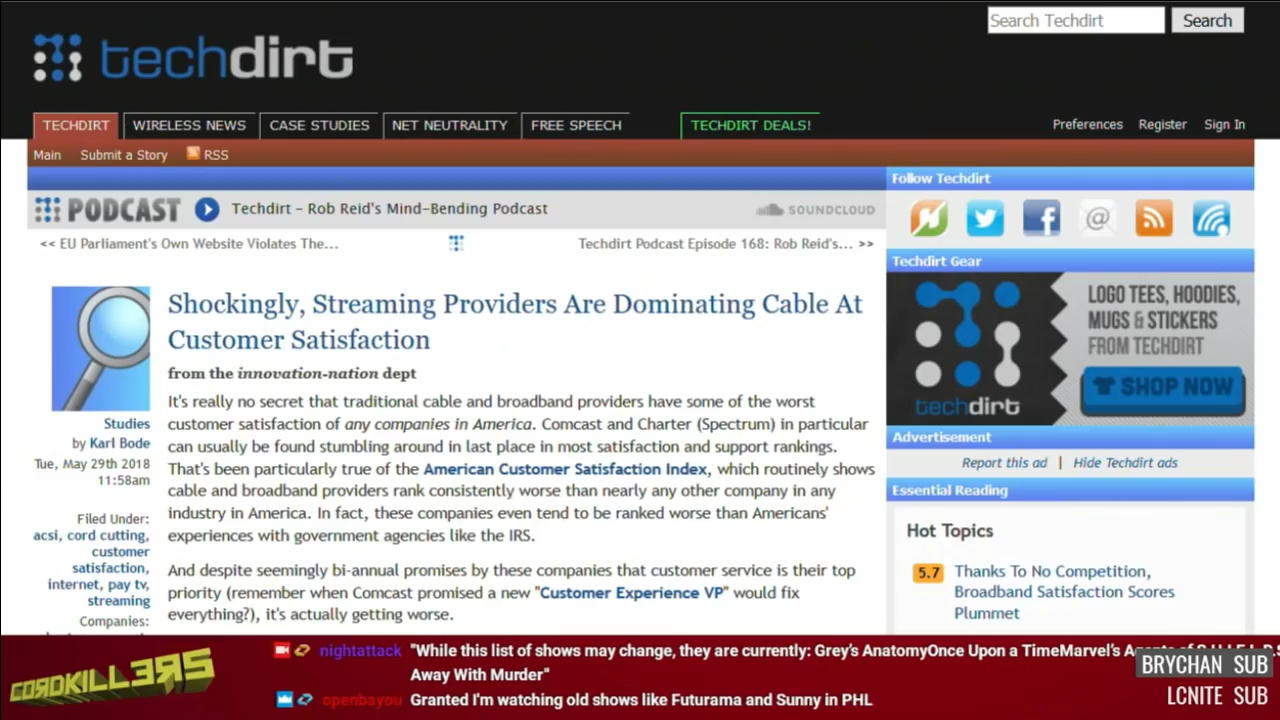 Search Techdirt
Search
techdirt
TECHDIRT
WIRELESS NEWS
CASE STUDIES
NET NEUTRALITY
FREE SPEECH
TECHDIRT DEALS!
Preferences
Register
Sign In
Main
Submit a Story
RSS
PODCAST
Techdirt – Rob Reid's Mind-Bending Podcast
SOUNDCLOUD
<< EU Parliament's Own Website Violates The...
Techdirt Podcast Episode 168: Rob Reid's... >>
Shockingly, Streaming Providers Are Dominating Cable At
Customer Satisfaction
from the innovation-nation dept
Studies
by Karl Bode
Tue, May 29th 2018
11:58am
Filed Under:
acsi, cord cutting,
customer
satisfaction,
internet, pay tv,
streaming
Companies:
It's really no secret that traditional cable and broadband providers have some of the worst
customer satisfaction of any companies in America. Comcast and Charter (Spectrum) in particular
can usually be found stumbling around in last place in most satisfaction and support rankings.
That's been particularly true of the American Customer Satisfaction Index, which routinely shows
cable and broadband providers rank consistently worse than nearly any other company in any
industry in America. In fact, these companies even tend to be ranked worse than Americans'
experiences with government agencies like the IRS.
And despite seemingly bi-annual promises by these companies that customer service is their top
priority (remember when Comcast promised a new "Customer Experience VP" would fix
everything?), it's actually getting worse.
Follow Techdirt
Techdirt Gear
LOGO TEES, HOODIES,
MUGS & STICKERS
FROM TECHDIRT
SHOP NOW
techdirt
Advertisement
Report this ad | Hide Techdirt ads
Essential Reading
Hot Topics
5.7
Thanks To No Competition,
Broadband Satisfaction Scores
Plummet
CORDKILLERS
nightattack "While this list of shows may change, they are currently: Grey's AnatomyOnce Upon a TimeMarvel's
Away With Murder"
openbayou Granted I'm watching old shows like Futurama and Sunny in PHL
BRYCHAN SUB
LCNITE SUB